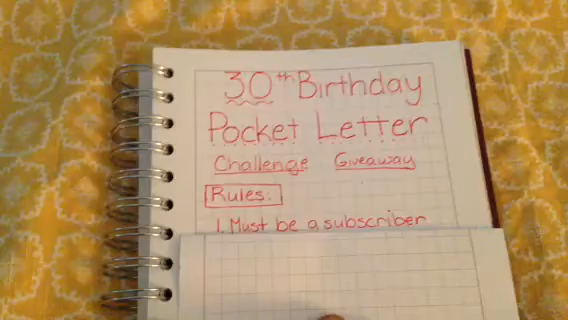 30th Birthday
Pocket Letter
Challenge Giveaway
Rules:
1. Must be a subscriber